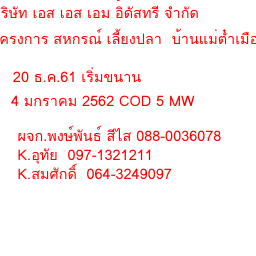 ริษัท เอส เอส เอม อิดัสทรี จำกัด
ครงการ สหกรณ์ เลี้ยงปลา บ้านแม่ต๋ำเมือ
20 ธ.ค.61 เริ่มขนาน
4 มกราคม 2562 COD 5 MW
ผจก.พงษ์พันธ์ สีไส 088-0036078
K.อุทัย 097-1321211
K.สมศักดิ์ 064-3249097